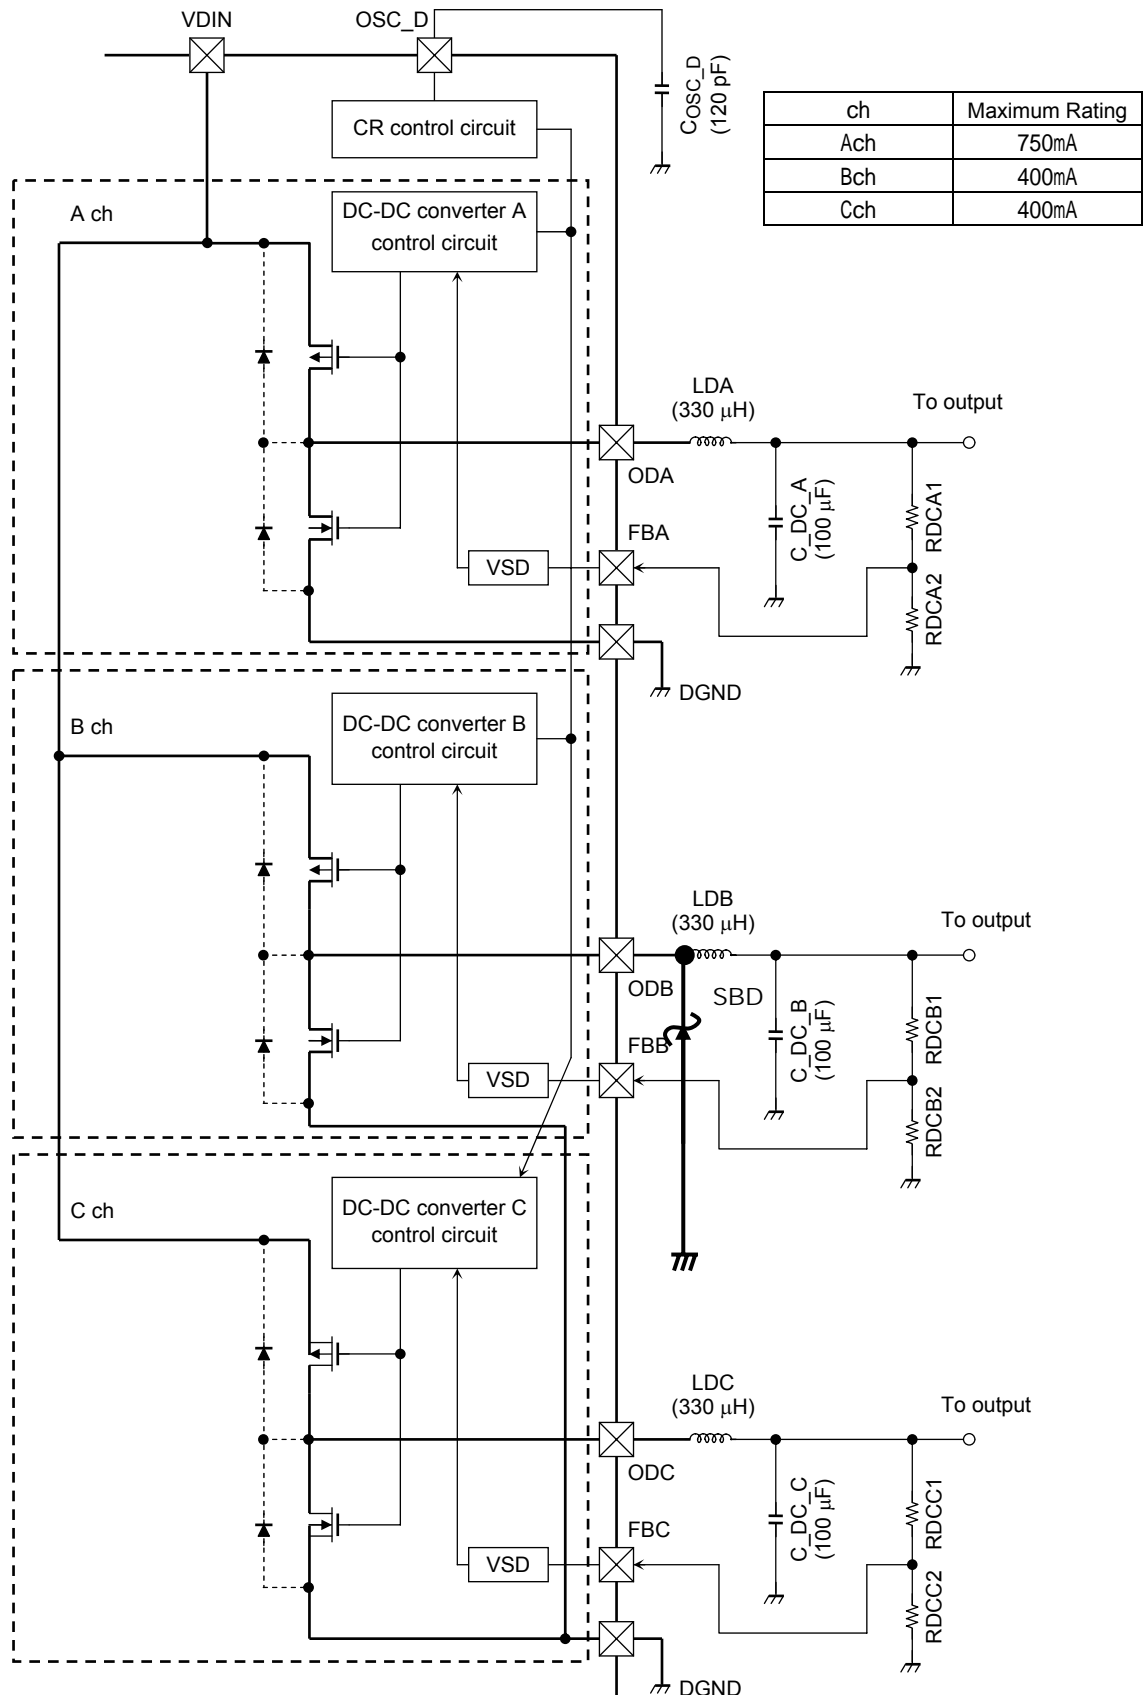 VDIN
OSC_D
COSC_D
(120 pF)
CR control circuit
ch Maximum Rating
Ach 750mA
Bch 400mA
Cch 400mA
A ch
DC-DC converter A
control circuit
LDA
(330 μH)
To output
ODA
C_DC_A
(100 μF)
RDCA1
FBA
VSD
RDCA2
DGND
B ch
DC-DC converter B
control circuit
LDB
(330 μH)
To output
ODB
SBD
C_DC_B
(100 μF)
RDCB1
FBB
VSD
RDCB2
C ch
DC-DC converter C
control circuit
LDC
(330 μH)
To output
ODC
C_DC_C
(100 μF)
RDCC1
FBC
VSD
RDCC2
DGND